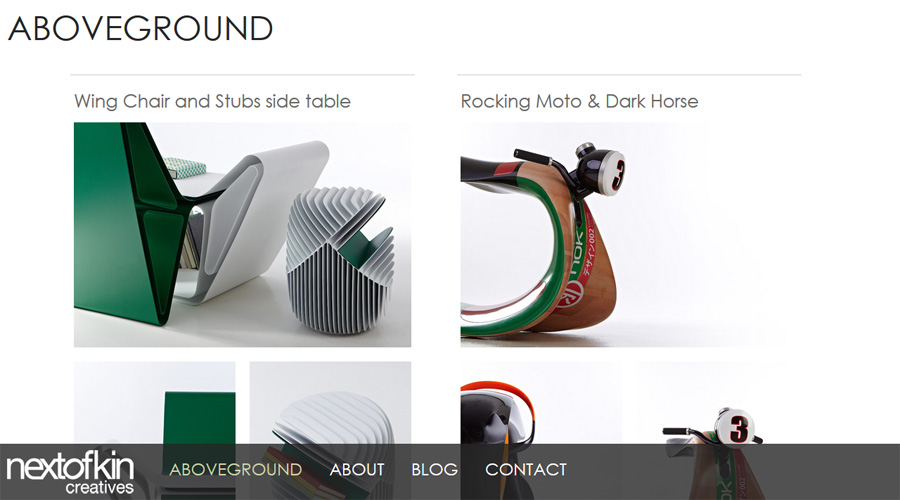 ABOVEGROUND
Wing Chair and Stubs side table
Rocking Moto & Dark Horse
3
デザイン002
3
nextofkin
creatives
ABOVEGROUND ABOUT BLOG CONTACT